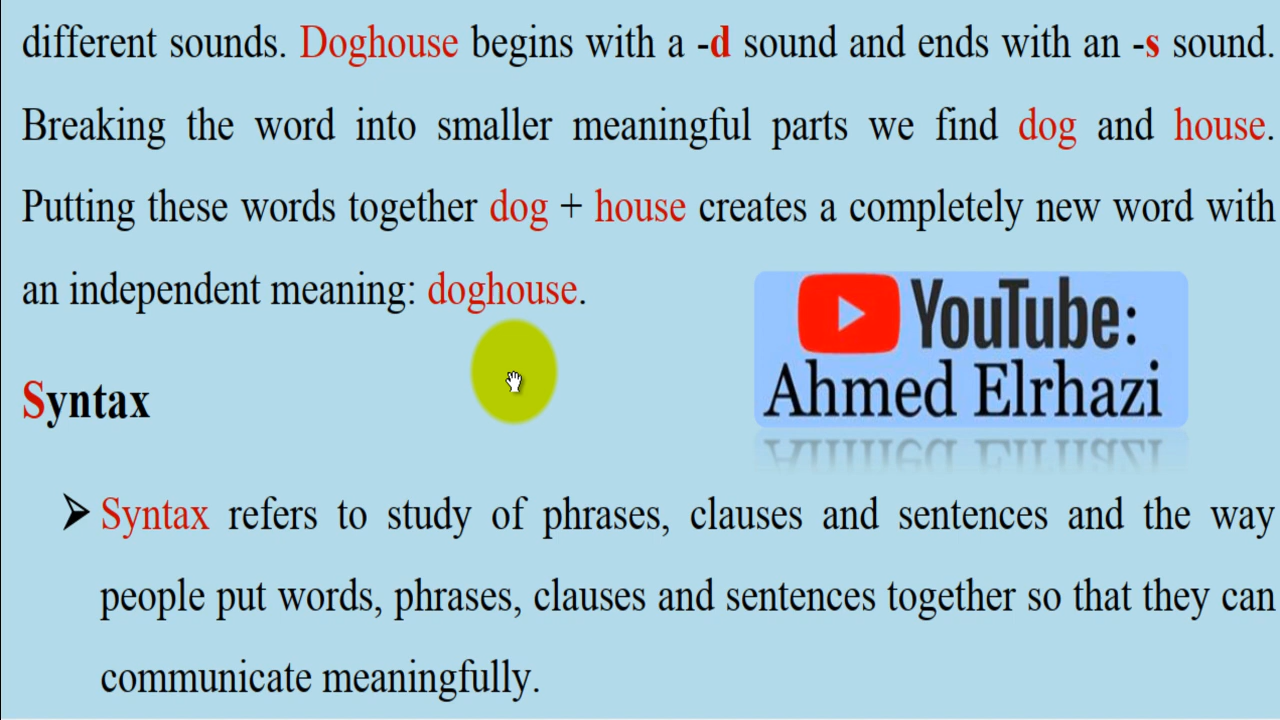 different sounds. Doghouse begins with a -d sound and ends with an -s sound.
Breaking the word into smaller meaningful parts we find dog and house.
Putting these words together dog + house creates a completely new word with
an independent meaning: doghouse.
YouTube:
Ahmed Elrhazi
Syntax
➤ Syntax refers to study of phrases, clauses and sentences and the way
people put words, phrases, clauses and sentences together so that they can
communicate meaningfully.